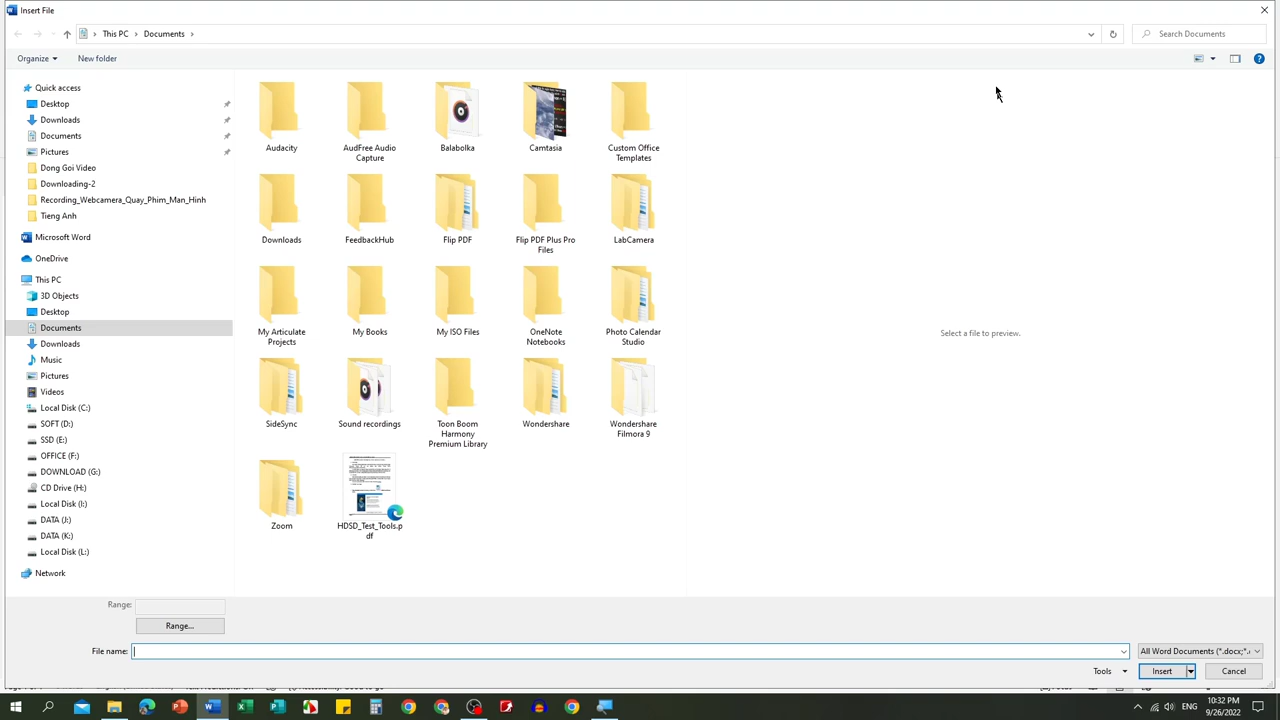 Insert File
This PC
Documents
Search Documents
Organize
New folder
Quick access
Desktop
Downloads
Documents
Pictures
Dong Goi Video
Downloading-2
Recording_Webcamera_Quay_Phim_Man_Hinh
Tieng Anh
Microsoft Word
OneDrive
This PC
3D Objects
Desktop
Documents
Downloads
Music
Pictures
Videos
Local Disk (C:)
SOFT (D:)
SSD (E:)
OFFICE (F:)
DOWNLOAD (G:)
CD Drive (H:)
Local Disk (I:)
DATA (J:)
DATA (K:)
Local Disk (L:)
Network
Audacity
AudFree Audio
Capture
Balabolka
Camtasia
Custom Office
Templates
Downloads
FeedbackHub
Flip PDF
Flip PDF Plus Pro
Files
LabCamera
My Articulate
Projects
My Books
My ISO Files
OneNote
Notebooks
Photo Calendar
Studio
SideSync
Sound recordings
Toon Boom
Harmony
Premium Library
Wondershare
Wondershare
Filmora 9
Zoom
HDSD_Test_Tools.p
df
Select a file to preview.
Range:
Range...
File name:
All Word Documents (*.docx;*.
Tools
Insert
Cancel
ENG
10:32 PM
9/26/2022